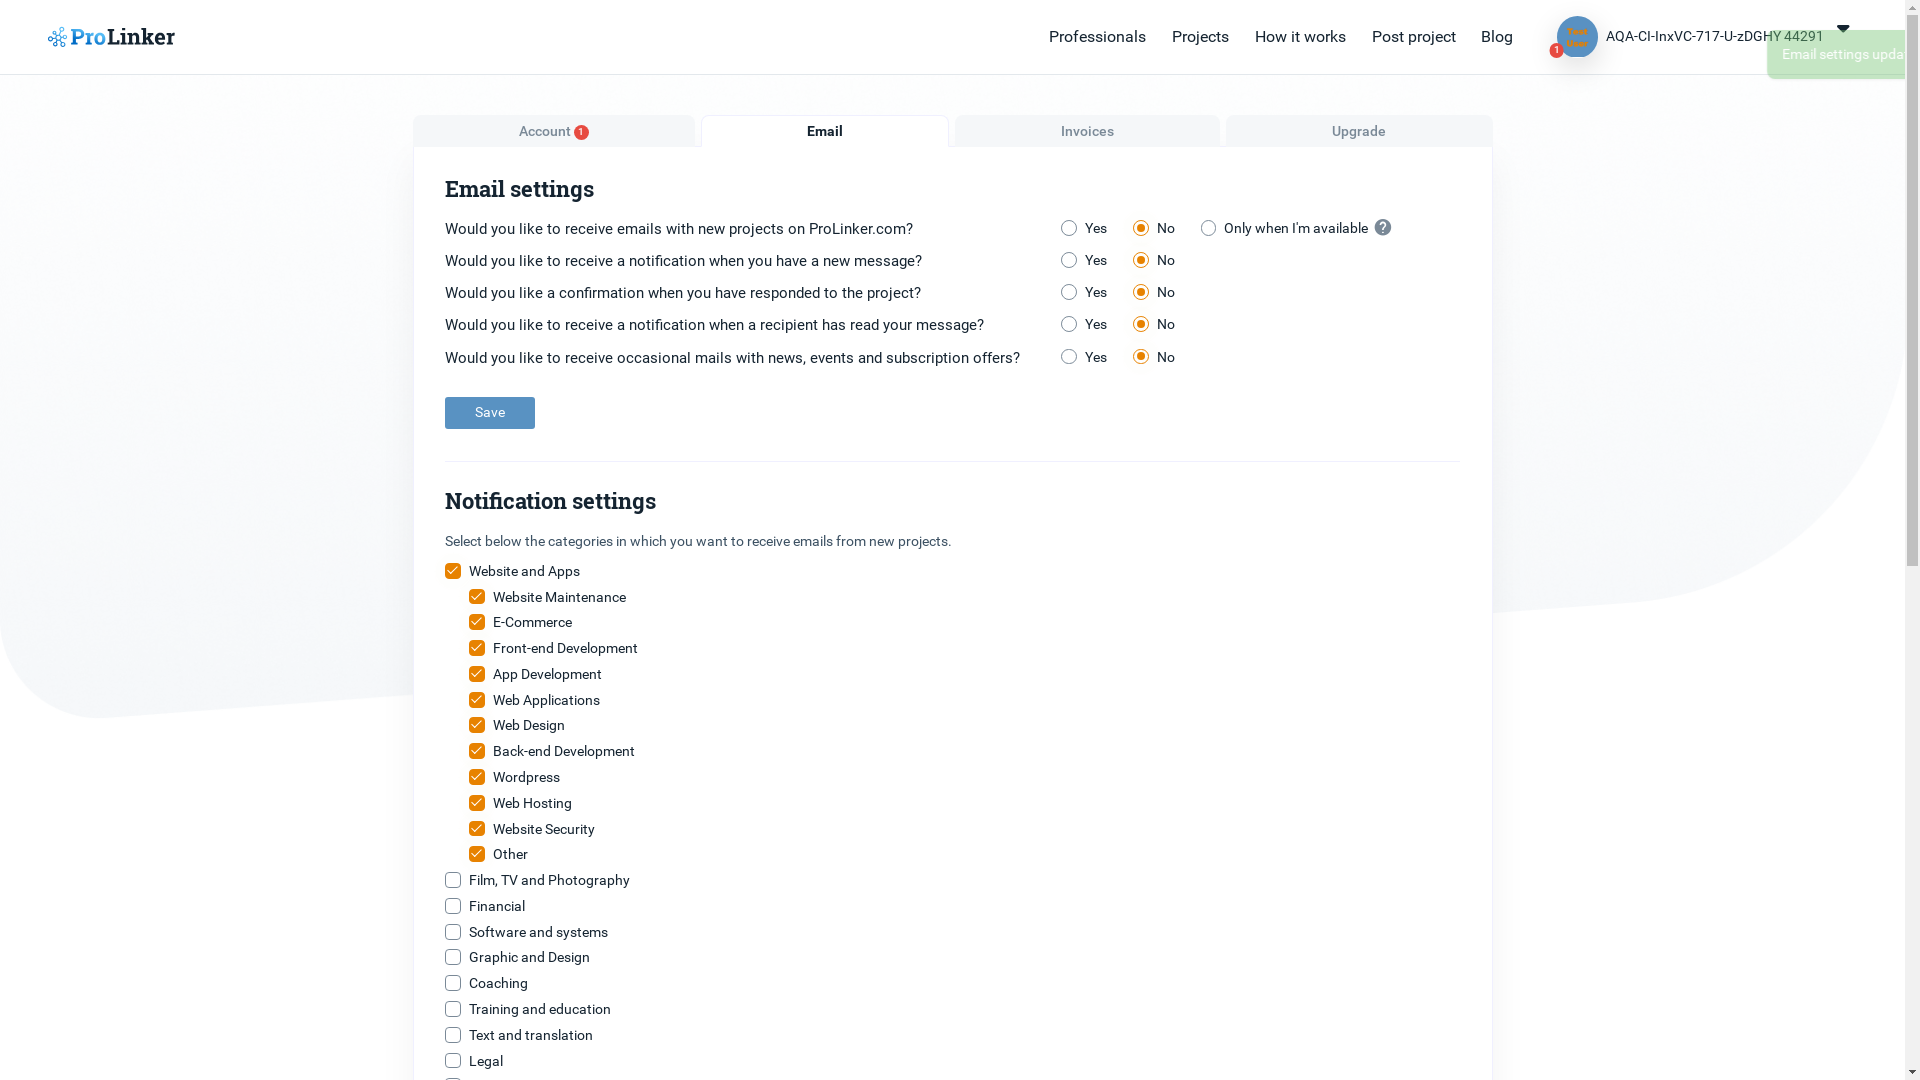 ProLinker
Professionals
Projects
How it works
Post project
Blog
Test
User
1
AQA-CI-InxVC-717-U-zDGHY 44291
Email settings upda
Account 1
Email
Invoices
Upgrade
Email settings
Would you like to receive emails with new projects on ProLinker.com? Yes No Only when I'm available ?
Would you like to receive a notification when you have a new message? Yes No
Would you like a confirmation when you have responded to the project? Yes No
Would you like to receive a notification when a recipient has read your message? Yes No
Would you like to receive occasional mails with news, events and subscription offers? Yes No
Save
Notification settings
Select below the categories in which you want to receive emails from new projects.
Website and Apps
Website Maintenance
E-Commerce
Front-end Development
App Development
Web Applications
Web Design
Back-end Development
Wordpress
Web Hosting
Website Security
Other
Film, TV and Photography
Financial
Software and systems
Graphic and Design
Coaching
Training and education
Text and translation
Legal